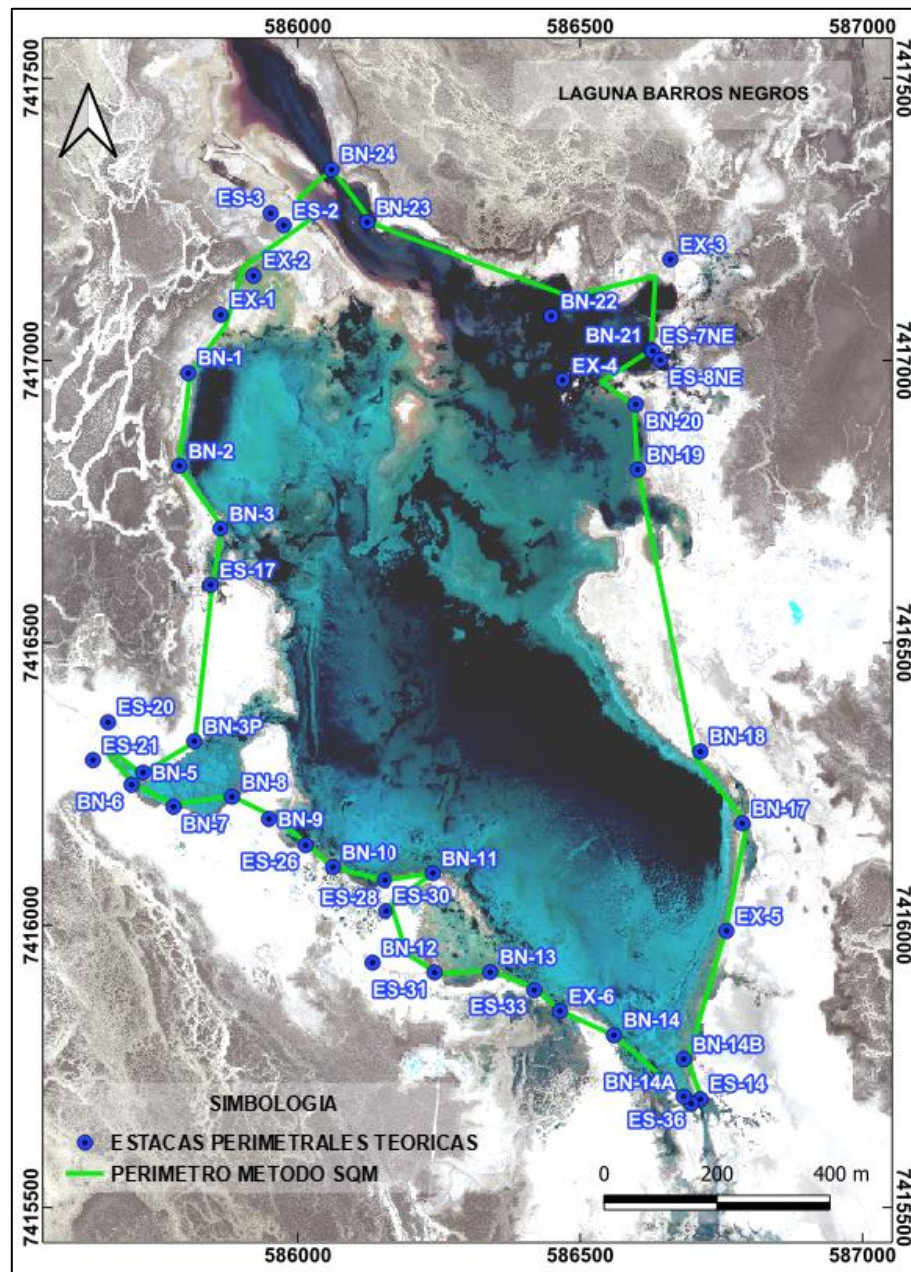 586000 586500 587000
7417500 7417500
LAGUNA BARROS NEGROS
BN-24
ES-3
ES-2
BN-23
EX-3
EX-2
EX-1
BN-22
BN-21 ES-7NE
7417000 7417000
BN-1
EX-4
ES-8NE
BN-20
BN-2
BN-19
BN-3
ES-17
7416500 7416500
ES-20
BN-3P
BN-18
ES-21
BN-5
BN-6
BN-8
BN-7
BN-9
BN-17
ES-26
BN-10
BN-11
ES-28 ES-30
EX-5
7416000 7416000
BN-12
BN-13
ES-31
ES-33
EX-6
BN-14
BN-14B
BN-14A
ES-14
ES-36
SIMBOLOGIA
ESTACAS PERIMETRALES TEORICAS
PERIMETRO METODO SQM
0 200 400 m
7415500 7415500
586000 586500 587000